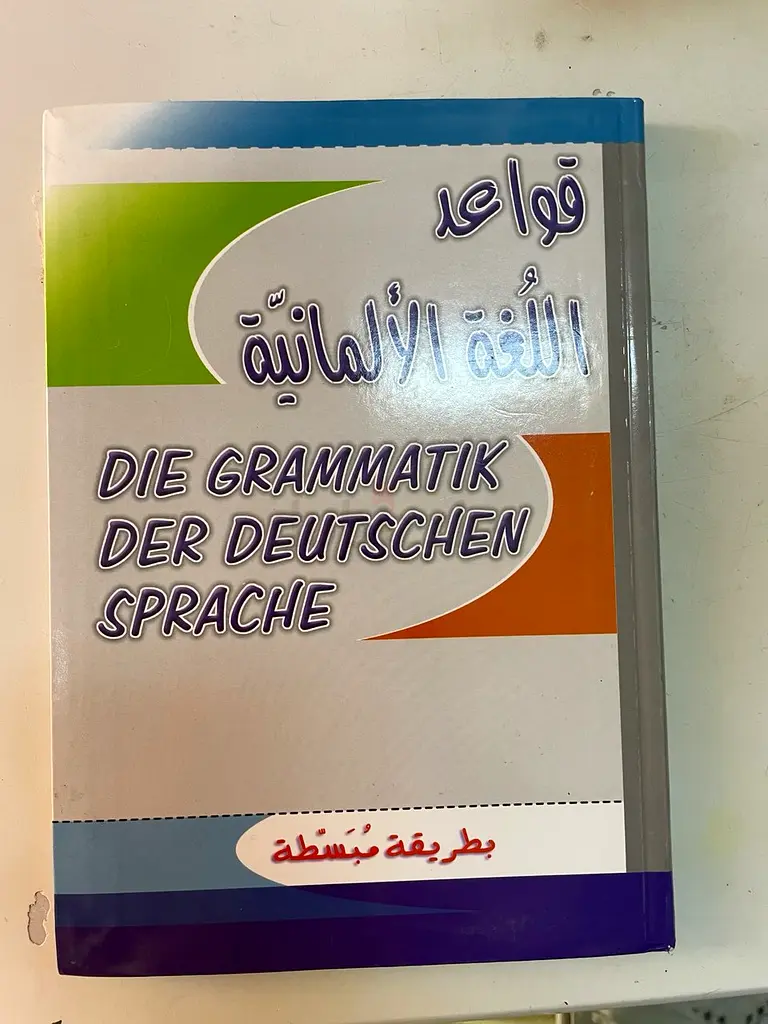 قواعد
اللُغة الألمانيّة
DIE GRAMMATIK
DER DEUTSCHEN
SPRACHE
بطريقة مُبَسّطة